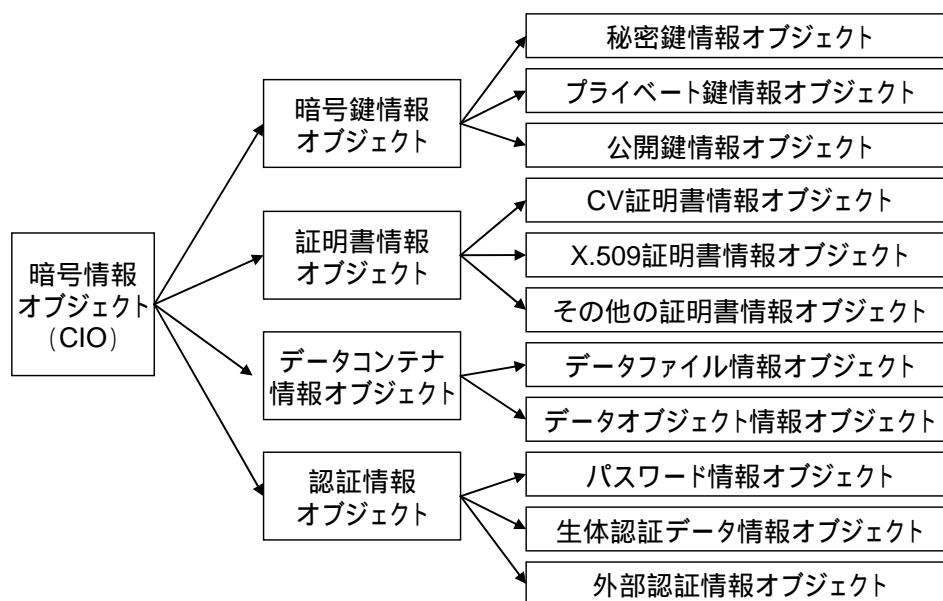 暗号情報
オブジェクト
(CIO)
暗号鍵情報
オブジェクト
証明書情報
オブジェクト
データコンテナ
情報オブジェクト
認証情報
オブジェクト
秘密鍵情報オブジェクト
プライベート鍵情報オブジェクト
公開鍵情報オブジェクト
CV証明書情報オブジェクト
X.509証明書情報オブジェクト
その他の証明書情報オブジェクト
データファイル情報オブジェクト
データオブジェクト情報オブジェクト
パスワード情報オブジェクト
生体認証データ情報オブジェクト
外部認証情報オブジェクト